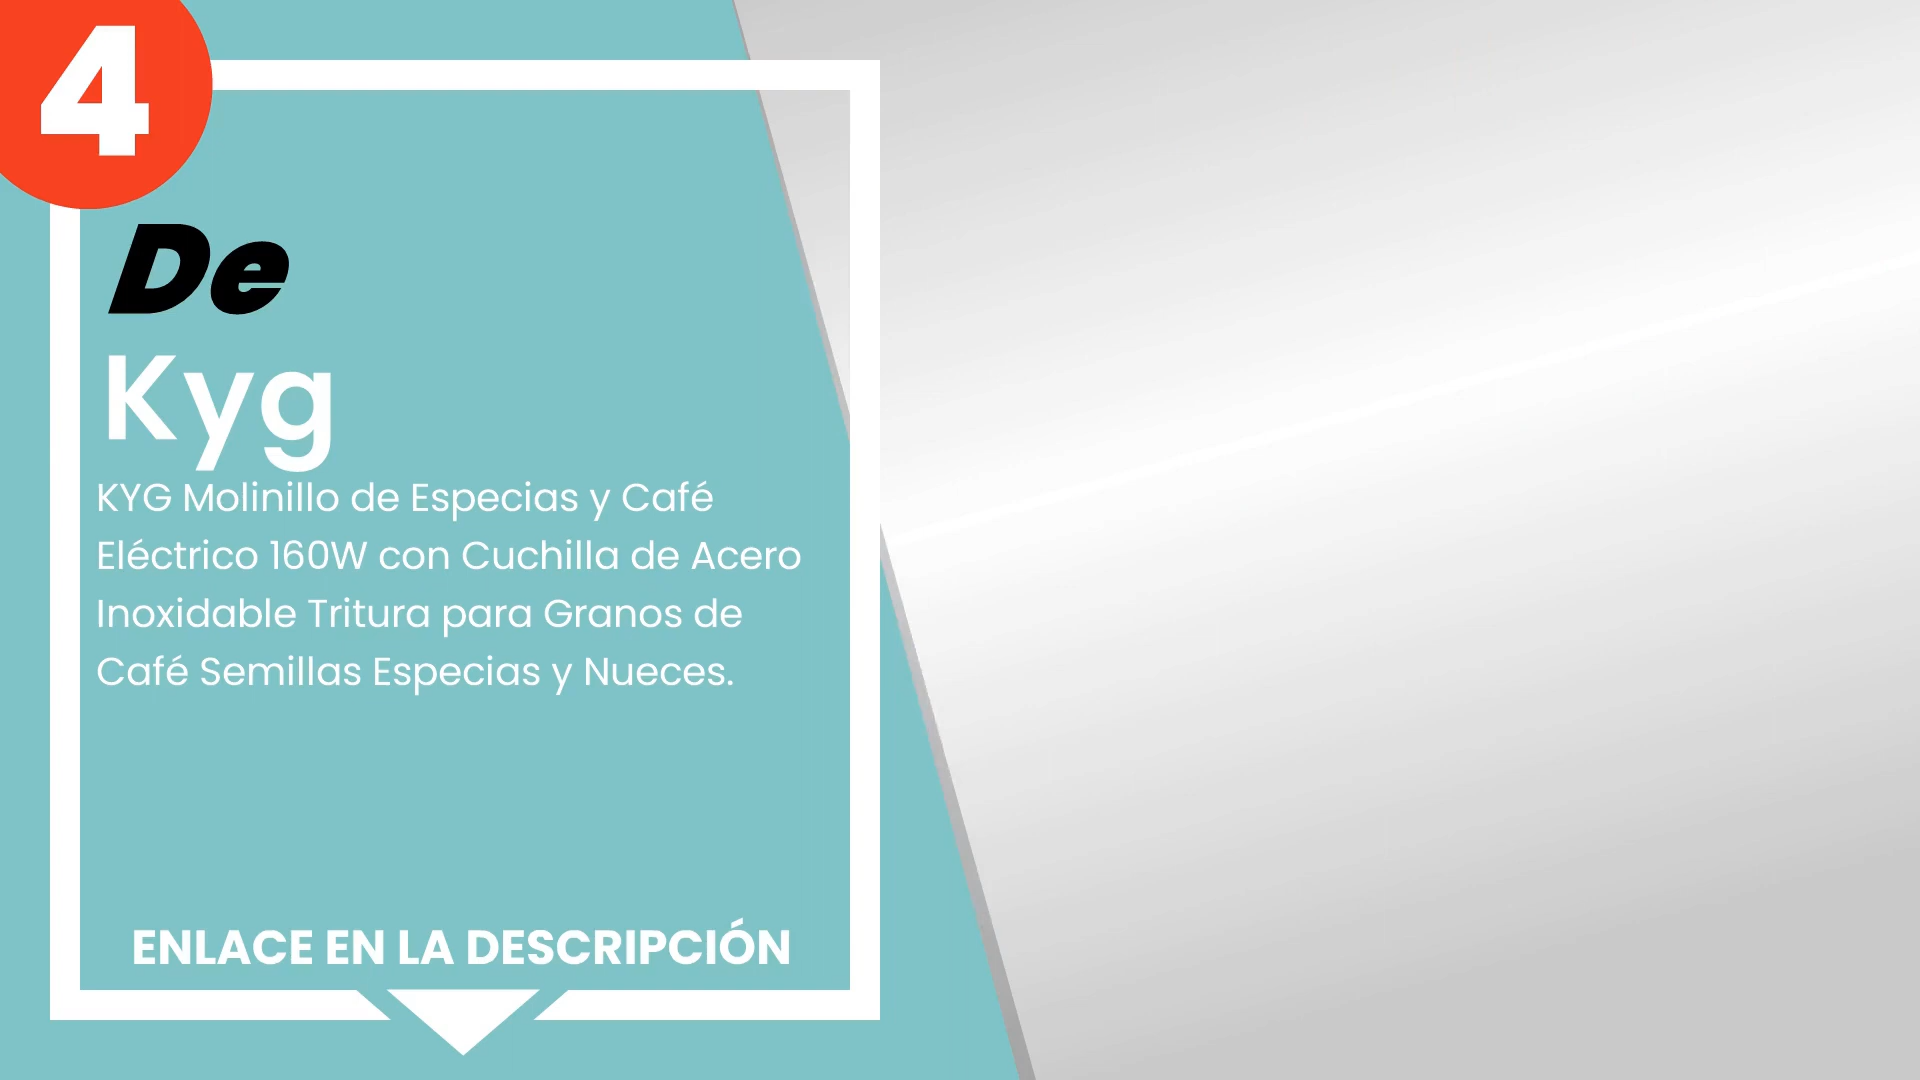 4
De
Kyg
KYG Molinillo de Especias y Café
Eléctrico 160W con Cuchilla de Acero
Inoxidable Tritura para Granos de
Café Semillas Especias y Nueces.
ENLACE EN LA DESCRIPCIÓN